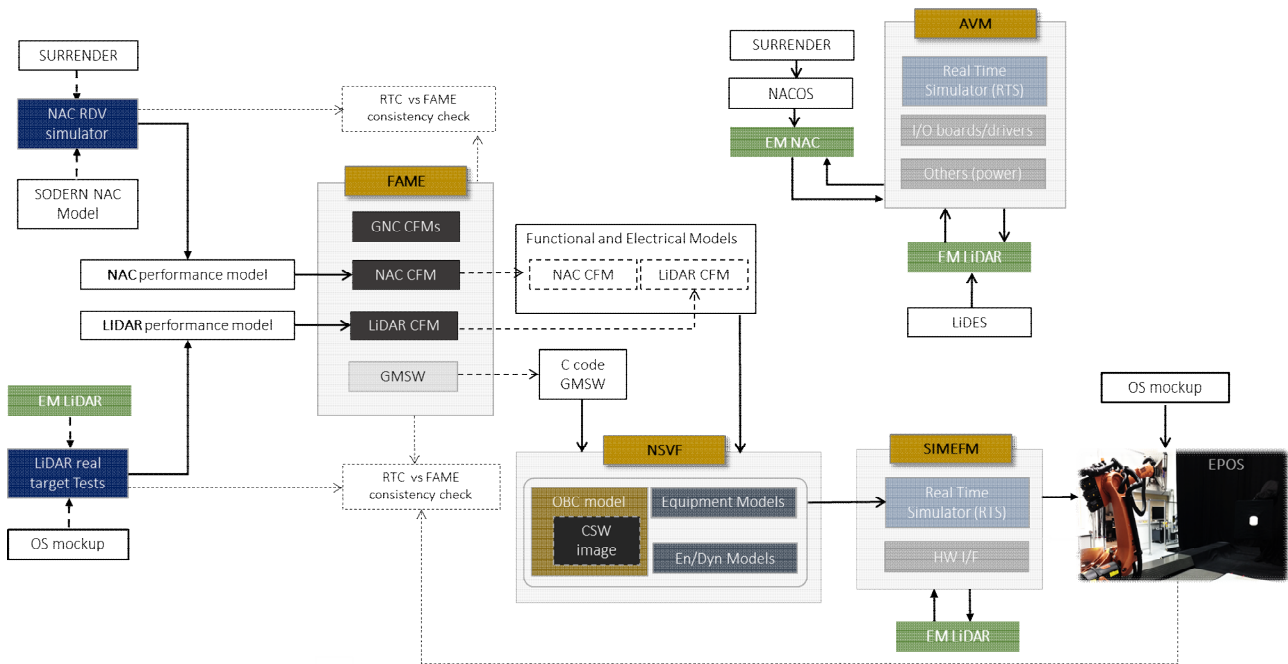 SURRENDER
NAC RDV
simulator
SODERN NAC
Model
RTC vs FAME
consistency check
FAME
GNC CFMs
NAC CFM
LiDAR CFM
GMSW
NAC performance model
LIDAR performance model
EM LiDAR
LiDAR real
target Tests
OS mockup
RTC vs FAME
consistency check
Functional and Electrical Models
NAC CFM
LiDAR CFM
C code
GMSW
SURRENDER
NACOS
EM NAC
AVM
Real Time
Simulator (RTS)
I/O boards/drivers
Others (power)
EM LiDAR
LiDES
NSVF
OBC model
CSW
image
Equipment Models
En/Dyn Models
SIMEFM
Real Time
Simulator (RTS)
HW I/F
EM LiDAR
OS mockup
EPOS